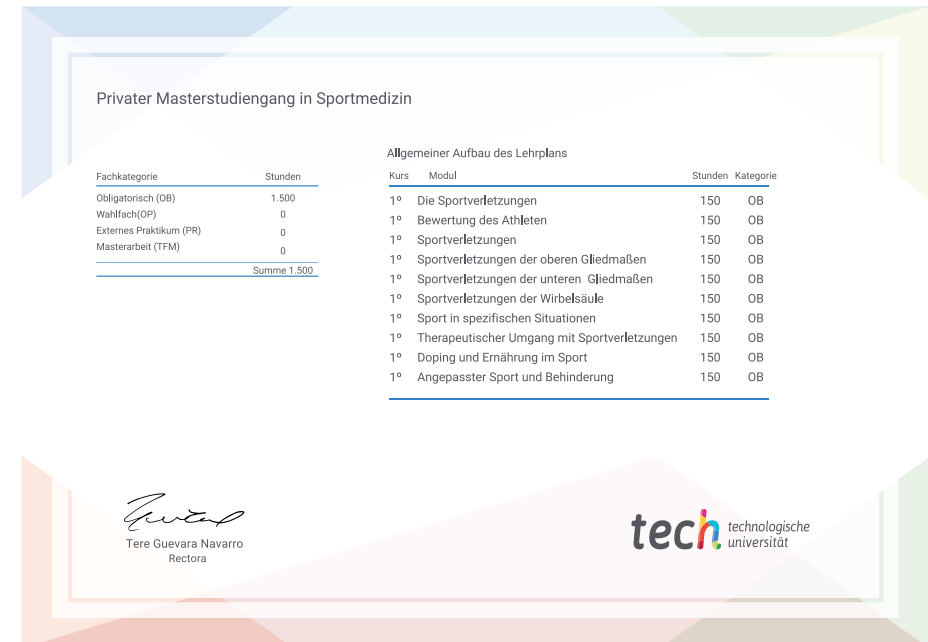 Privater Masterstudiengang in Sportmedizin
Fachkategorie Stunden
Obligatorisch (OB) 1.500
Wahlfach(OP) 0
Externes Praktikum (PR) 0
Masterarbeit (TFM) 0
Summe 1.500
Allgemeiner Aufbau des Lehrplans
Kurs Modul Stunden Kategorie
1º Die Sportverletzungen 150 OB
1º Bewertung des Athleten 150 OB
1º Sportverletzungen 150 OB
1º Sportverletzungen der oberen Gliedmaßen 150 OB
1º Sportverletzungen der unteren Gliedmaßen 150 OB
1º Sportverletzungen der Wirbelsäule 150 OB
1º Sport in spezifischen Situationen 150 OB
1º Therapeutischer Umgang mit Sportverletzungen 150 OB
1º Doping und Ernährung im Sport 150 OB
1º Angepasster Sport und Behinderung 150 OB
Tere Guevara Navarro
Rectora
tech technologische
universität